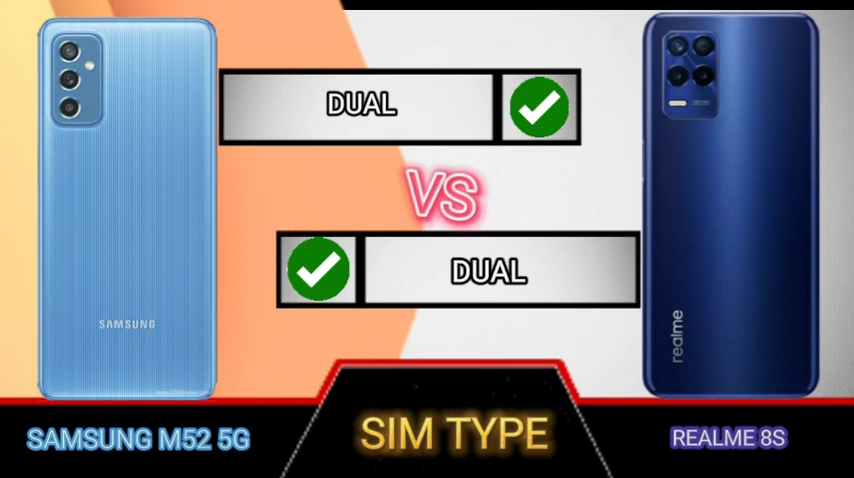 DUAL
VS
DUAL
SAMSUNG
realme
SAMSUNG M52 5G
SIM TYPE
REALME 8S